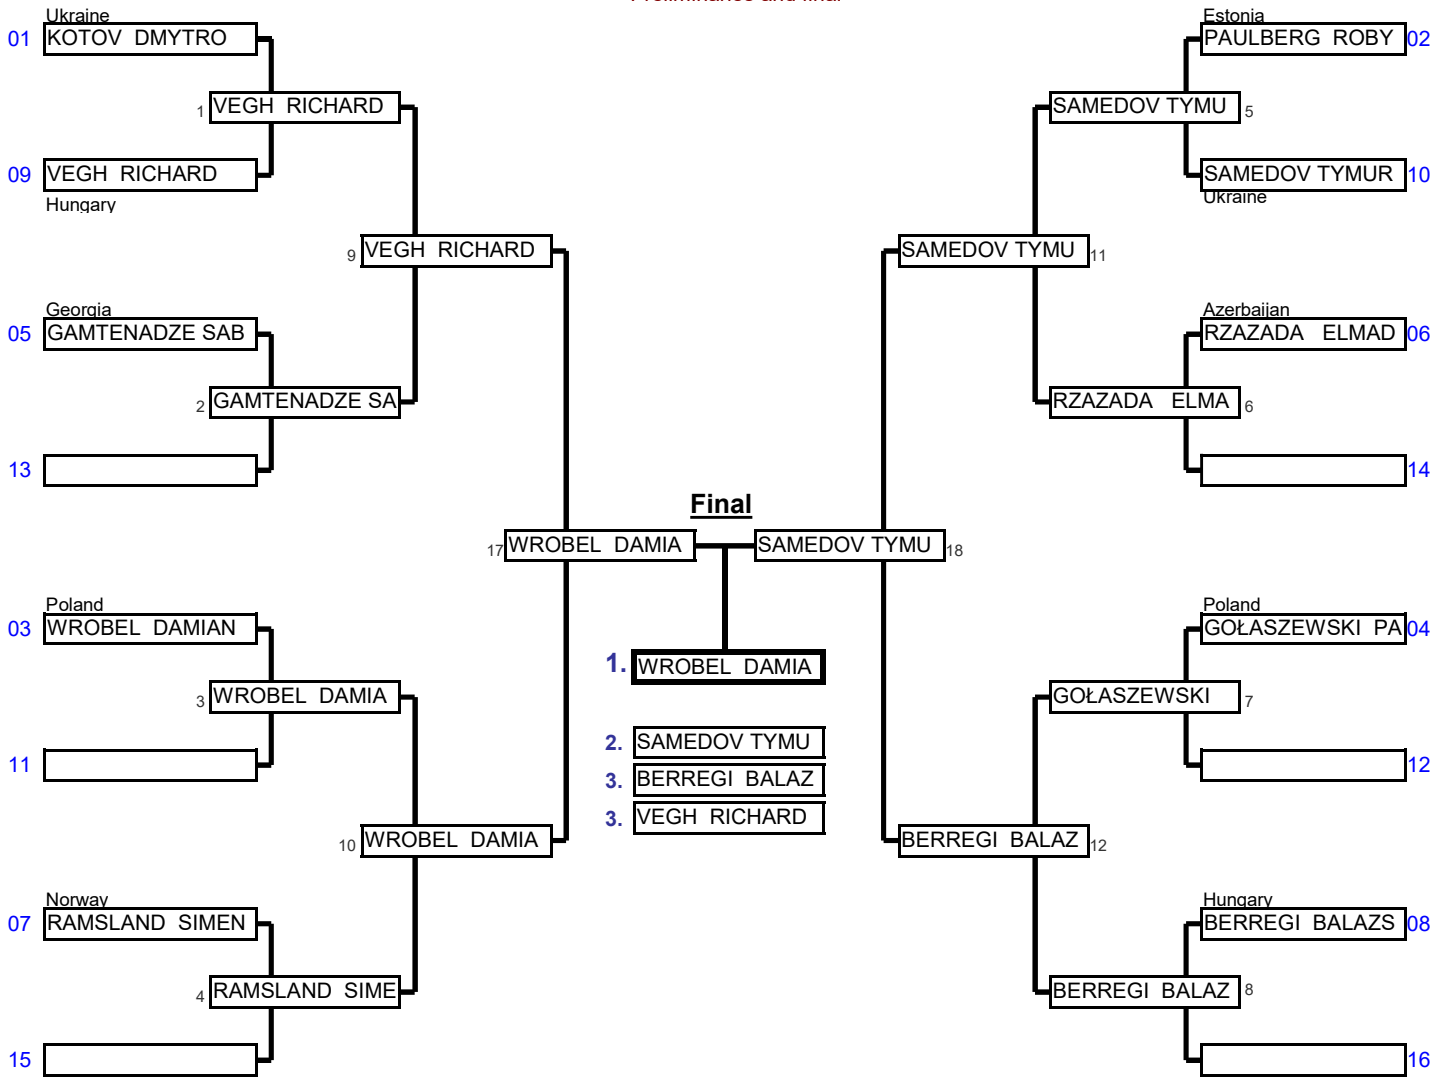 Preliminaries and final
Ukraine
01 KOTOV DMYTRO
1 VEGH RICHARD
09 VEGH RICHARD
Hungary
9 VEGH RICHARD
Georgia
05 GAMTENADZE SAB
2 GAMTENADZE SA
13
17 WROBEL DAMIA
Poland
03 WROBEL DAMIAN
3 WROBEL DAMIA
11
10 WROBEL DAMIA
Norway
07 RAMSLAND SIMEN
4 RAMSLAND SIME
15
Final
1. WROBEL DAMIA
2. SAMEDOV TYMU
3. BERREGI BALAZ
3. VEGH RICHARD
Estonia
PAULBERG ROBY 02
SAMEDOV TYMU 5
SAMEDOV TYMUR 10
Ukraine
SAMEDOV TYMU 11
Azerbaijan
RZAZADA ELMAD 06
RZAZADA ELMA 6
14
SAMEDOV TYMU 18
Poland
GOŁASZEWSKI PA 04
GOŁASZEWSKI 7
12
BERREGI BALAZ 12
Hungary
BERREGI BALAZS 08
BERREGI BALAZ 8
16